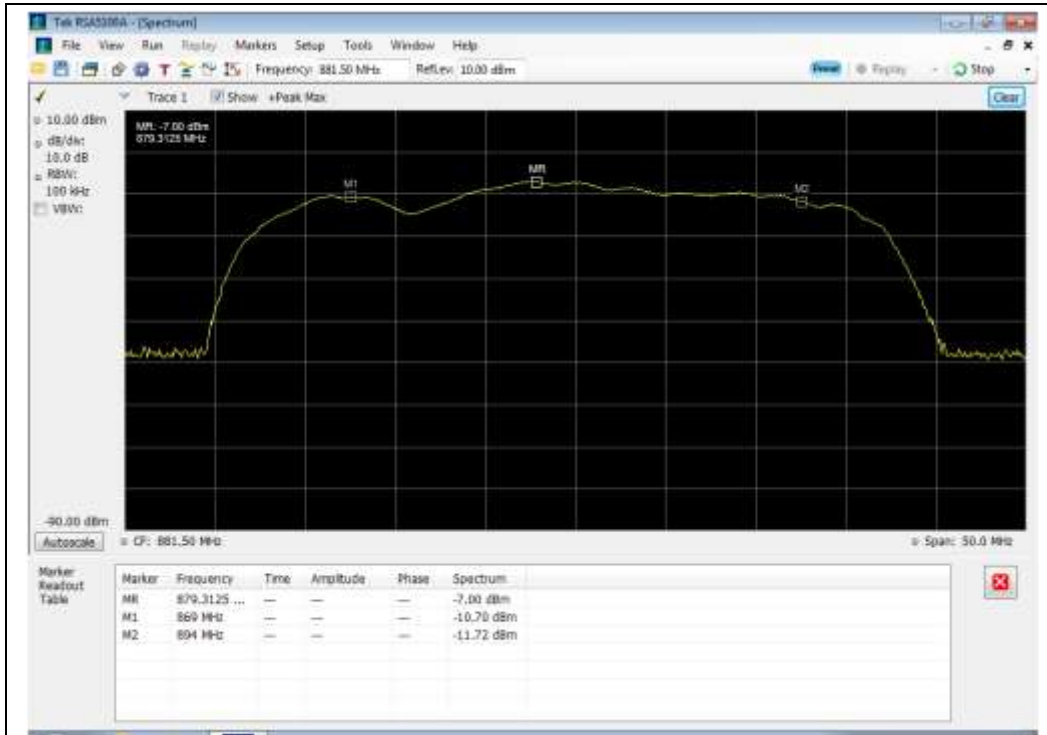 Tek RSA5100A - [Spectrum]
File View Run Replay Markers Setup Tools Window Help
Frequency: 881.50 MHz RefLev: 10.00 dBm Preset Replay Stop
Trace 1 Show +Peak Max Clear
10.00 dBm
dB/div:
10.0 dB
RBW:
100 kHz
VBW:
MR: -7.00 dBm
879.3125 MHz
M1
MR
M2
-90.00 dBm
Autoscale CF: 881.50 MHz Span: 50.0 MHz
Marker
Readout
Table
Marker Frequency Time Amplitude Phase Spectrum
MR 879.3125 ... --- --- --- -7.00 dBm
M1 869 MHz --- --- --- -10.70 dBm
M2 894 MHz --- --- --- -11.72 dBm